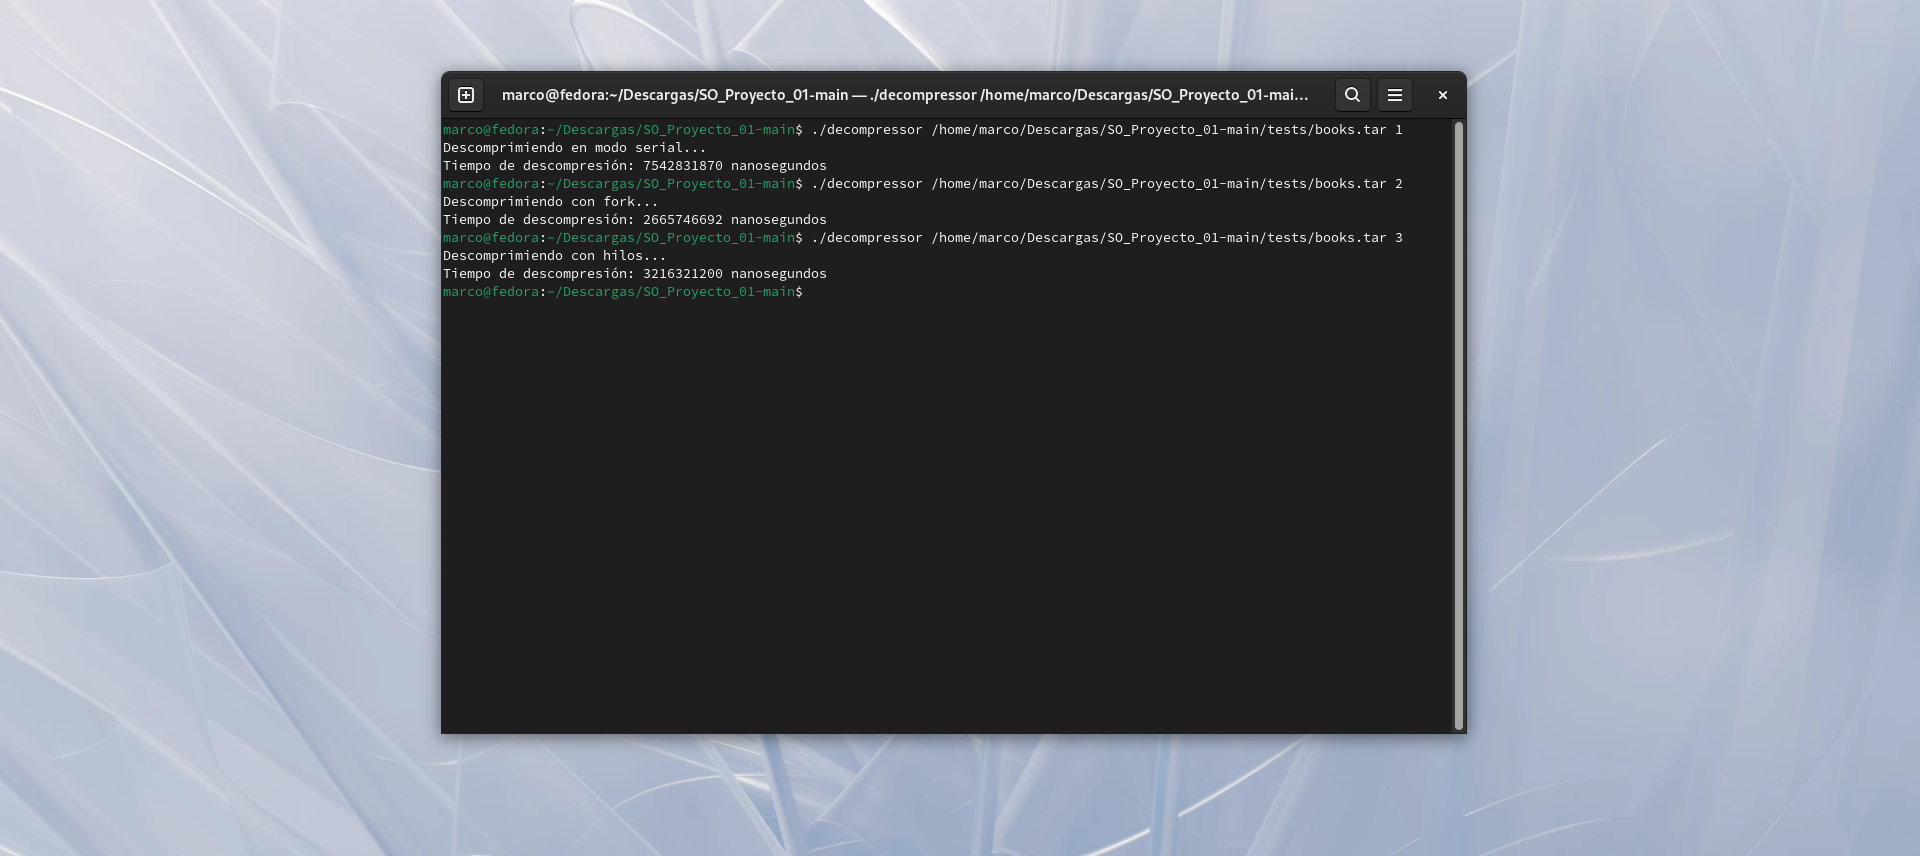 marco@fedora:~/Descargas/SO_Proyecto_01-main — ./decompressor /home/marco/Descargas/SO_Proyecto_01-mai…
marco@fedora:~/Descargas/SO_Proyecto_01-main$ ./decompressor /home/marco/Descargas/SO_Proyecto_01-main/tests/books.tar 1
Descomprimiendo en modo serial...
Tiempo de descompresión: 7542831870 nanosegundos
marco@fedora:~/Descargas/SO_Proyecto_01-main$ ./decompressor /home/marco/Descargas/SO_Proyecto_01-main/tests/books.tar 2
Descomprimiendo con fork...
Tiempo de descompresión: 2665746692 nanosegundos
marco@fedora:~/Descargas/SO_Proyecto_01-main$ ./decompressor /home/marco/Descargas/SO_Proyecto_01-main/tests/books.tar 3
Descomprimiendo con hilos...
Tiempo de descompresión: 3216321200 nanosegundos
marco@fedora:~/Descargas/SO_Proyecto_01-main$